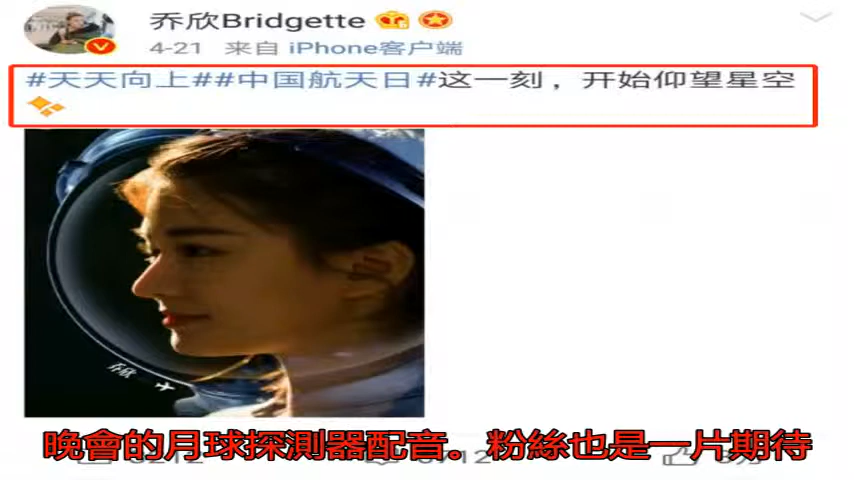 乔欣Bridgette
4-21 来自 iPhone客户端
#天天向上##中国航天日#这一刻，开始仰望星空
乔欣
晚會的月球探測器配音。粉絲也是一片期待